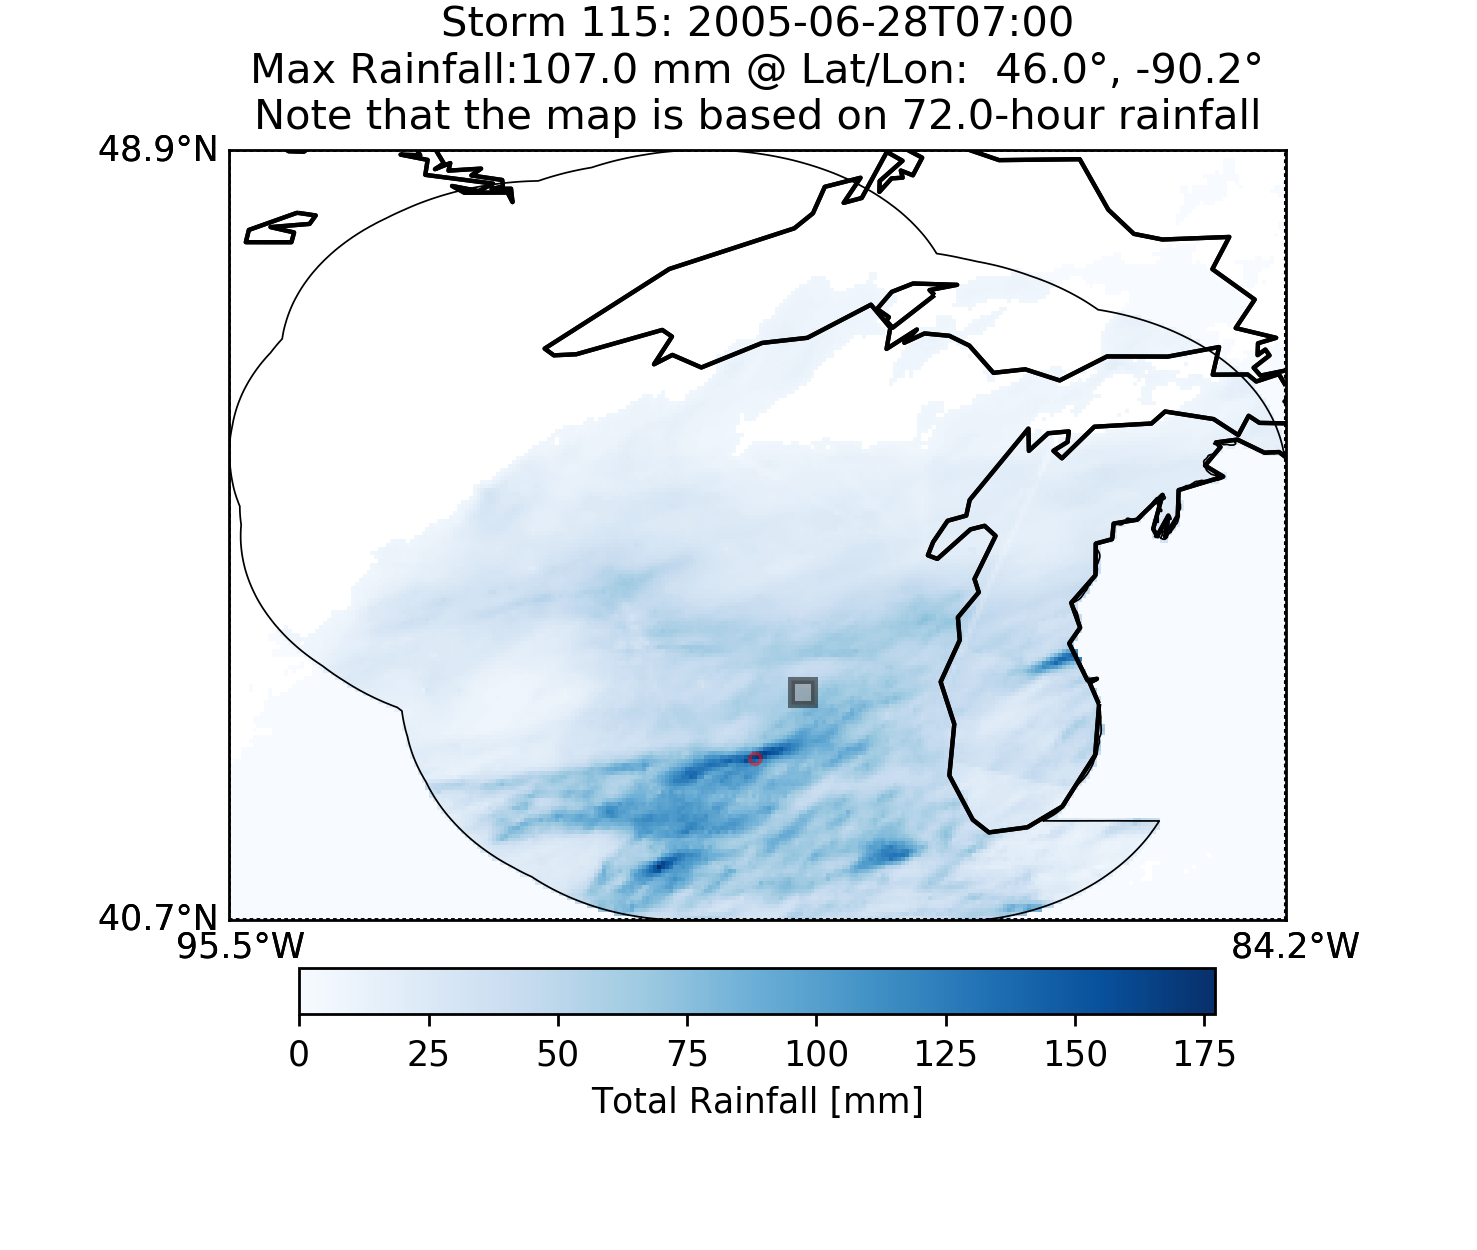 Storm 115: 2005-06-28T07:00
Max Rainfall:107.0 mm @ Lat/Lon:  46.0°, -90.2°
Note that the map is based on 72.0-hour rainfall
48.9°N
40.7°N
95.5°W 84.2°W
0 25 50 75 100 125 150 175
Total Rainfall [mm]